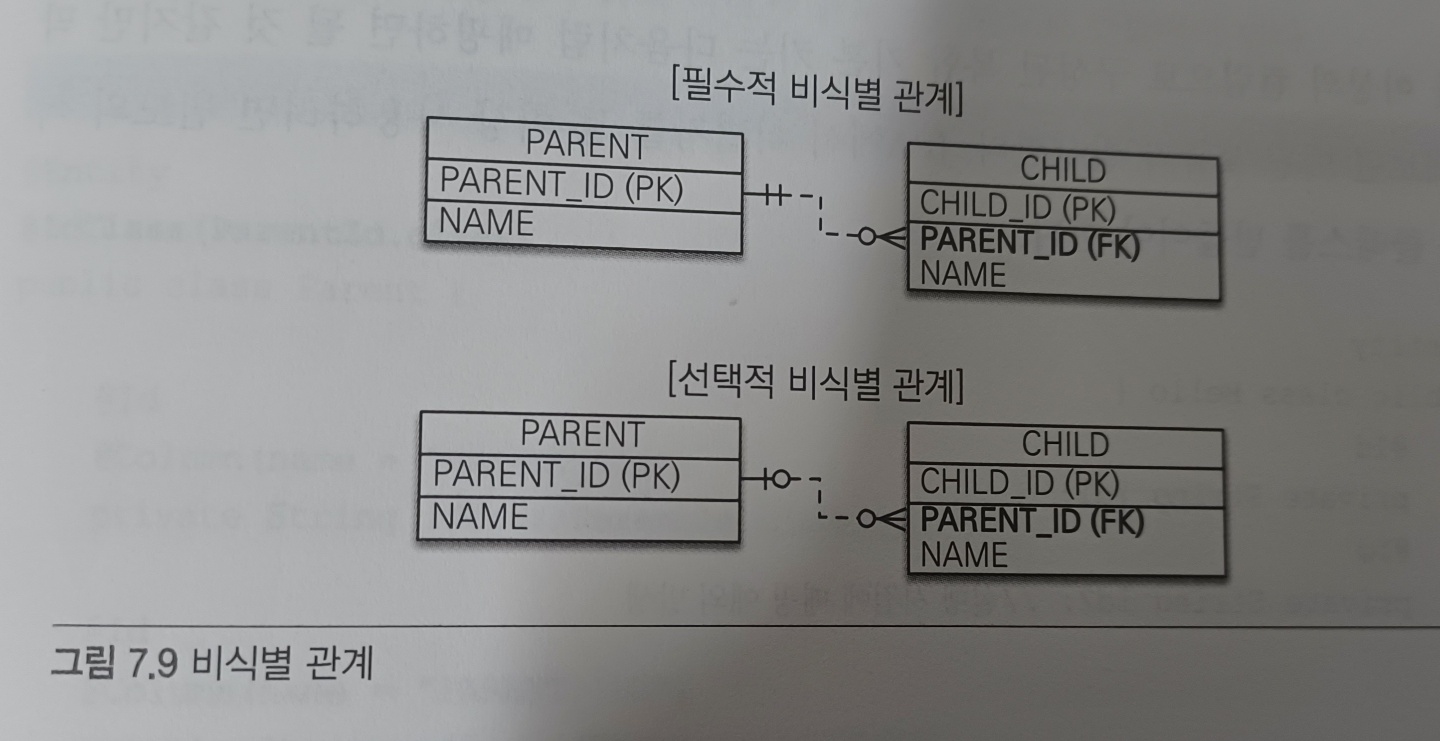 [필수적 비식별 관계]
PARENT
PARENT_ID (PK)
NAME
CHILD
CHILD_ID (PK)
PARENT_ID (FK)
NAME
[선택적 비식별 관계]
PARENT
PARENT_ID (PK)
NAME
CHILD
CHILD_ID (PK)
PARENT_ID (FK)
NAME
그림 7.9 비식별 관계